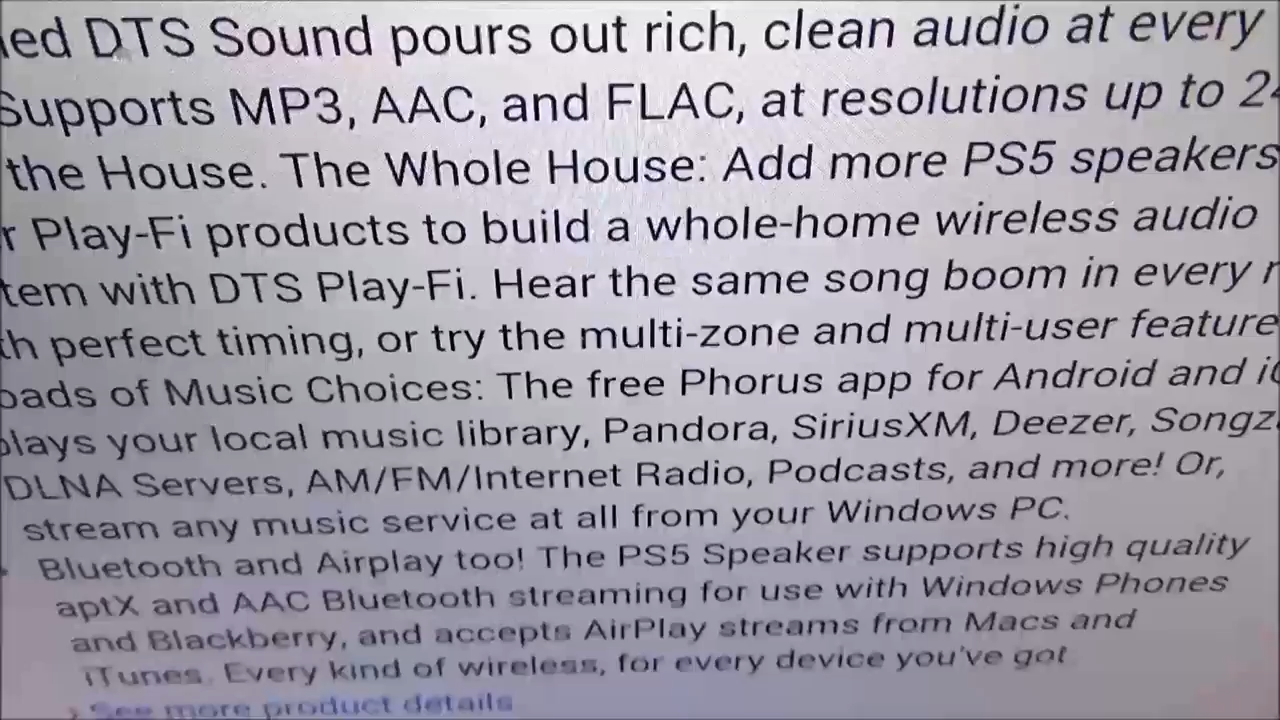 ed DTS Sound pours out rich, clean audio at every
Supports MP3, AAC, and FLAC, at resolutions up to 24
the House. The Whole House: Add more PS5 speakers
r Play-Fi products to build a whole-home wireless audio
tem with DTS Play-Fi. Hear the same song boom in every r
th perfect timing, or try the multi-zone and multi-user feature
oads of Music Choices: The free Phorus app for Android and iO
plays your local music library, Pandora, SiriusXM, Deezer, Songz
DLNA Servers, AM/FM/Internet Radio, Podcasts, and more! Or,
stream any music service at all from your Windows PC.
Bluetooth and Airplay too! The PS5 Speaker supports high quality
aptX and AAC Bluetooth streaming for use with Windows Phones
and Blackberry, and accepts AirPlay streams from Macs and
iTunes. Every kind of wireless, for every device you've got
› See more product details